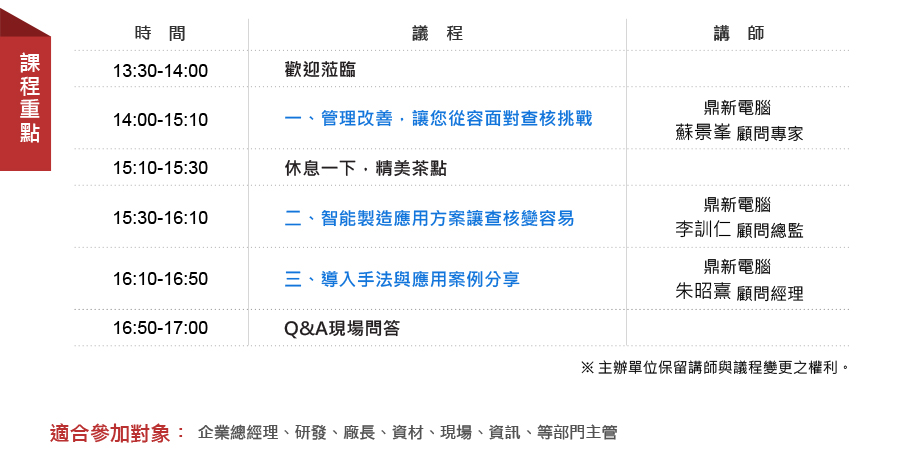 課程重點
時 間 議 程 講 師
13:30-14:00 歡迎蒞臨
14:00-15:10 一、管理改善，讓您從容面對查核挑戰 鼎新電腦
蘇景峯 顧問專家
15:10-15:30 休息一下，精美茶點
15:30-16:10 二、智能製造應用方案讓查核變容易 鼎新電腦
李訓仁 顧問總監
16:10-16:50 三、導入手法與應用案例分享 鼎新電腦
朱昭熹 顧問經理
16:50-17:00 Q&A現場問答
※ 主辦單位保留講師與議程變更之權利。
適合參加對象： 企業總經理、研發、廠長、資材、現場、資訊、等部門主管